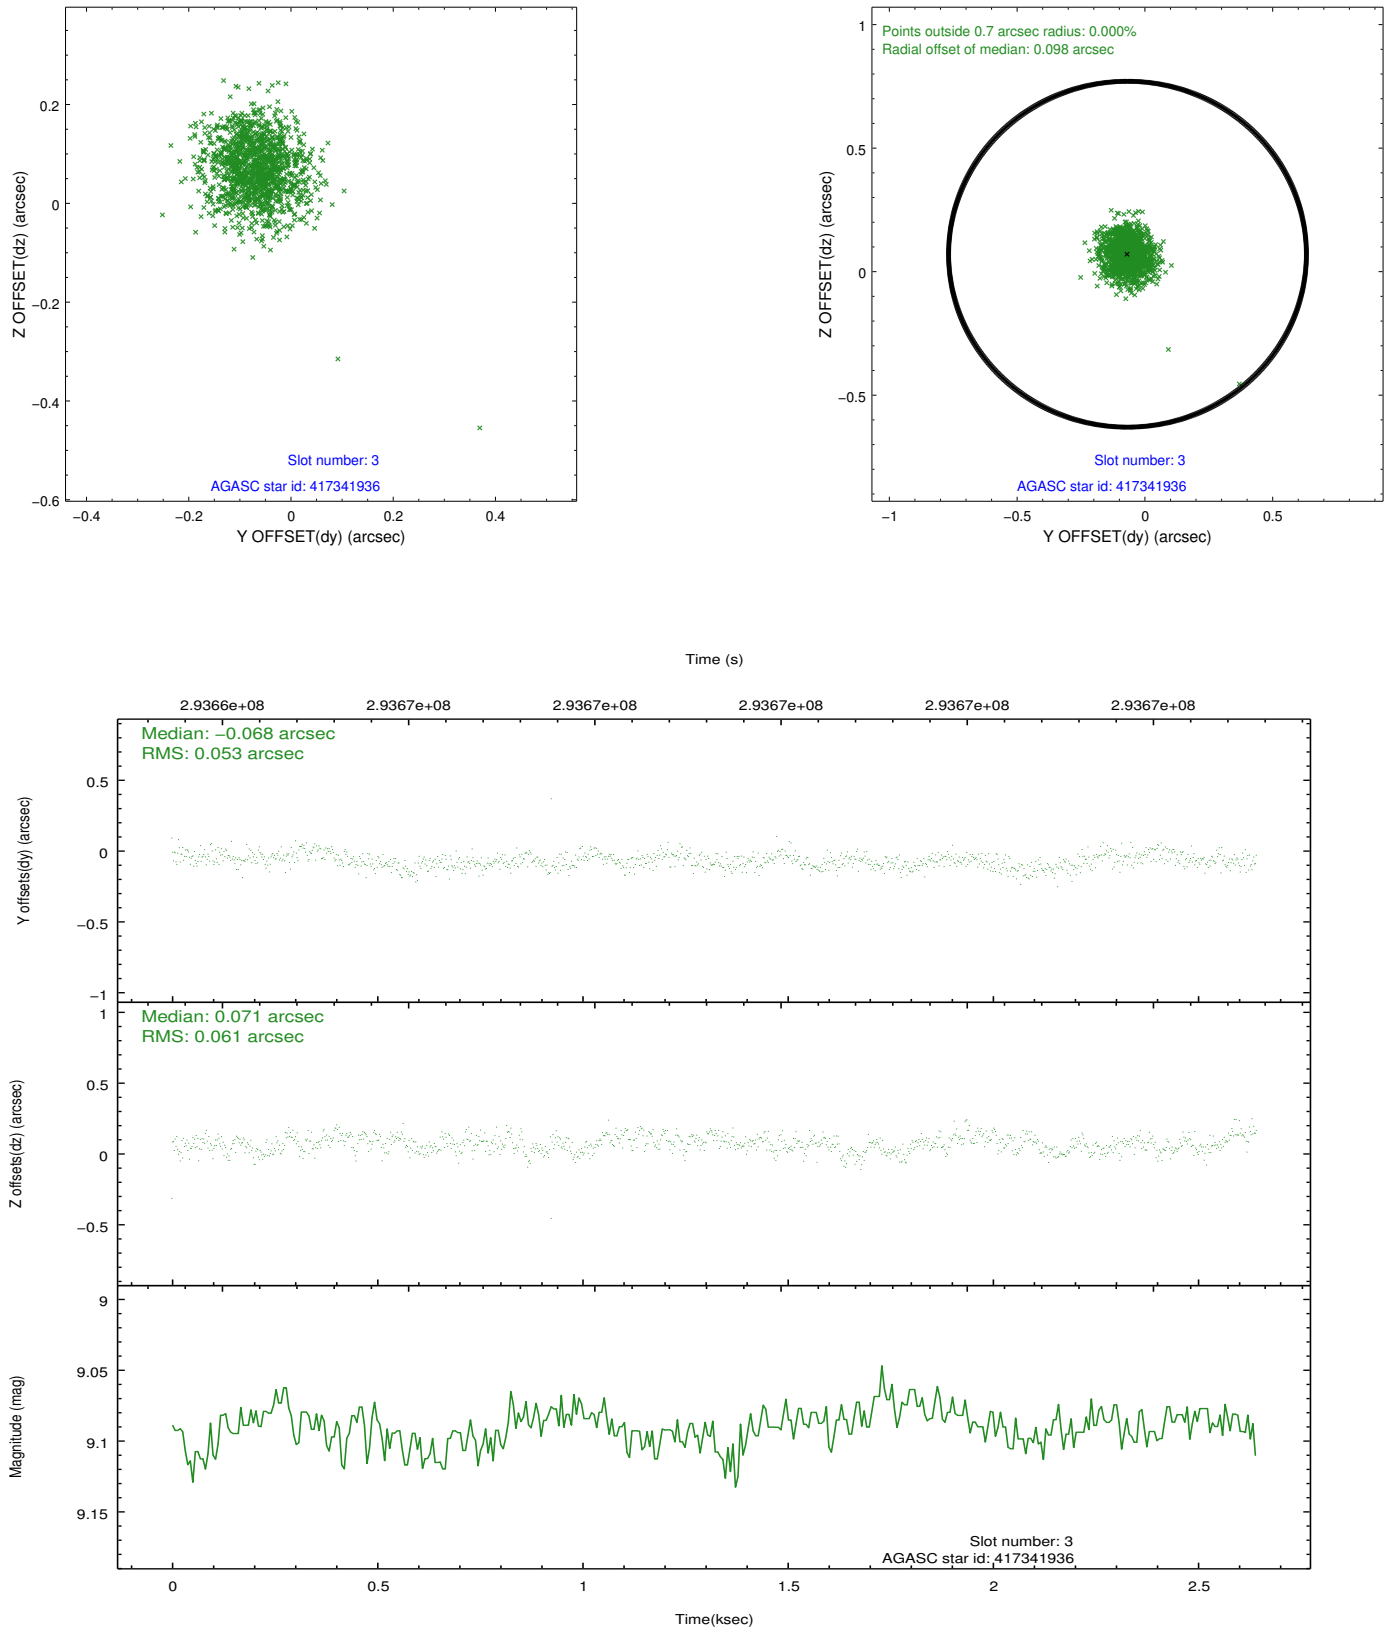 0.2
0
−0.2
−0.4
−0.6
−0.4
−0.2
0
0.2
0.4
Z OFFSET(dz) (arcsec)
Y OFFSET(dy) (arcsec)
Slot number: 3
AGASC star id: 417341936
Points outside 0.7 arcsec radius: 0.000%
Radial offset of median: 0.098 arcsec
1
0.5
0
−0.5
−1
−0.5
0
0.5
Z OFFSET(dz) (arcsec)
Y OFFSET(dy) (arcsec)
Slot number: 3
AGASC star id: 417341936
Time (s)
2.9366e+08 2.9367e+08 2.9367e+08 2.9367e+08 2.9367e+08 2.9367e+08
Median: −0.068 arcsec
RMS: 0.053 arcsec
0.5
0
−0.5
−1
Y offsets(dy) (arcsec)
Median: 0.071 arcsec
RMS: 0.061 arcsec
1
0.5
0
−0.5
Z offsets(dz) (arcsec)
9
9.05
9.1
9.15
Magnitude (mag)
Slot number: 3
AGASC star id: 417341936
0 0.5 1 1.5 2 2.5
Time(ksec)